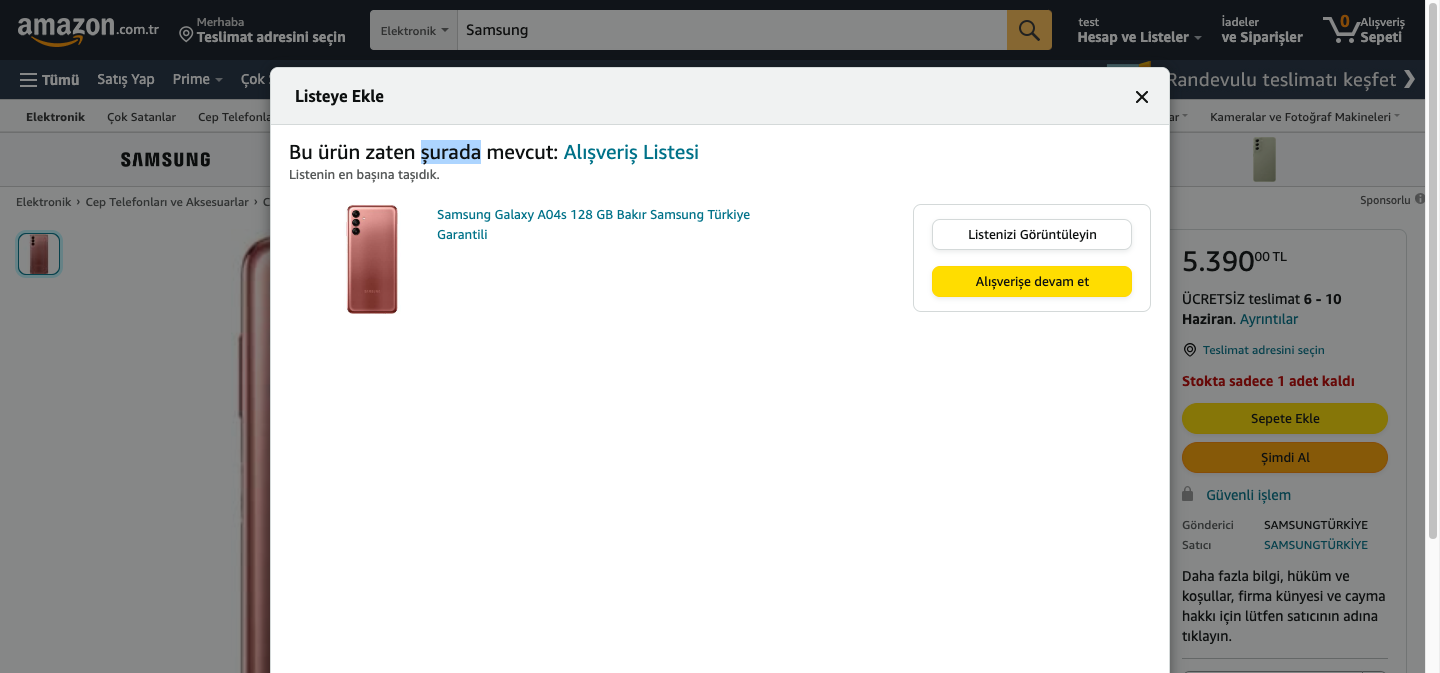 amazon.com.tr
Merhaba
Teslimat adresini seçin
Elektronik
Samsung
test
Hesap ve Listeler
İadeler
ve Siparişler
0
Alışveriş
Sepeti
Tümü
Satış Yap
Prime
Çok
Randevulu teslimatı keşfet
Elektronik
Çok Satanlar
Cep Telefonla
ar
Kameralar ve Fotoğraf Makineleri
SAMSUNG
Elektronik › Cep Telefonları ve Aksesuarlar › C
Sponsorlu
Listeye Ekle
Bu ürün zaten şurada mevcut: Alışveriş Listesi
Listenin en başına taşıdık.
Samsung Galaxy A04s 128 GB Bakır Samsung Türkiye
Garantili
Listenizi Görüntüleyin
Alışverişe devam et
5.39000 TL
ÜCRETSİZ teslimat 6 - 10
Haziran. Ayrıntılar
Teslimat adresini seçin
Stokta sadece 1 adet kaldı
Sepete Ekle
Şimdi Al
Güvenli işlem
Gönderici SAMSUNGTÜRKİYE
Satıcı SAMSUNGTÜRKİYE
Daha fazla bilgi, hüküm ve
koşullar, firma künyesi ve cayma
hakkı için lütfen satıcının adına
tıklayın.